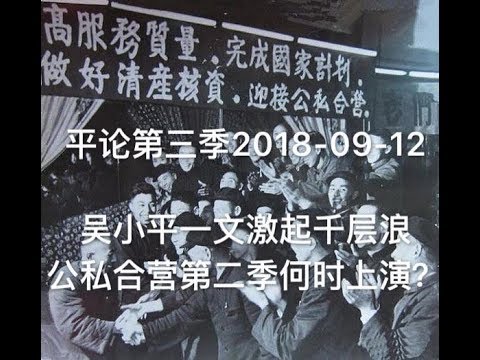 高服務質量．完成國家計划．
做好清産核資．迎接公私合營．
平论第三季2018-09-12
吴小平一文激起千层浪
公私合营第二季何时上演?